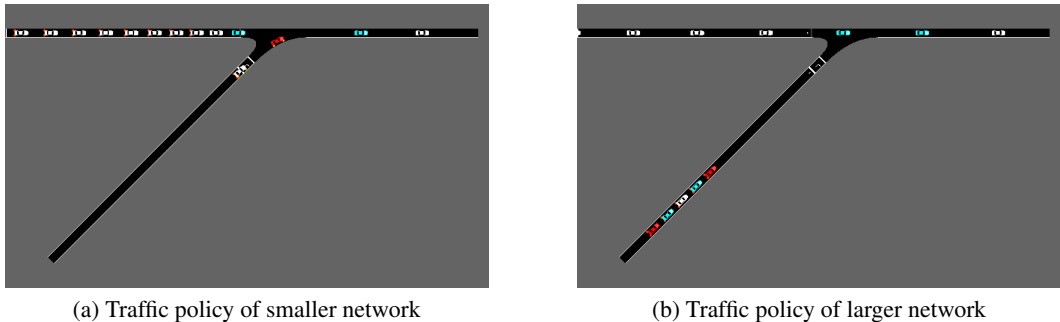 (a) Traffic policy of smaller network
(b) Traffic policy of larger network